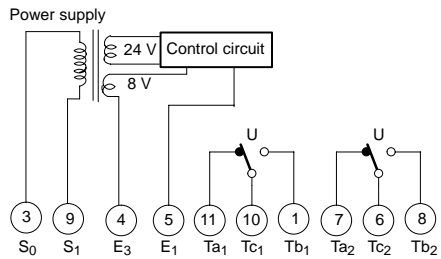 Power supply
24 V
Control circuit
8 V
U
U
3
9
4
5
11
10
1
7
6
8
S0
S1
E3
E1
Ta1
Tc1
Tb1
Ta2
Tc2
Tb2